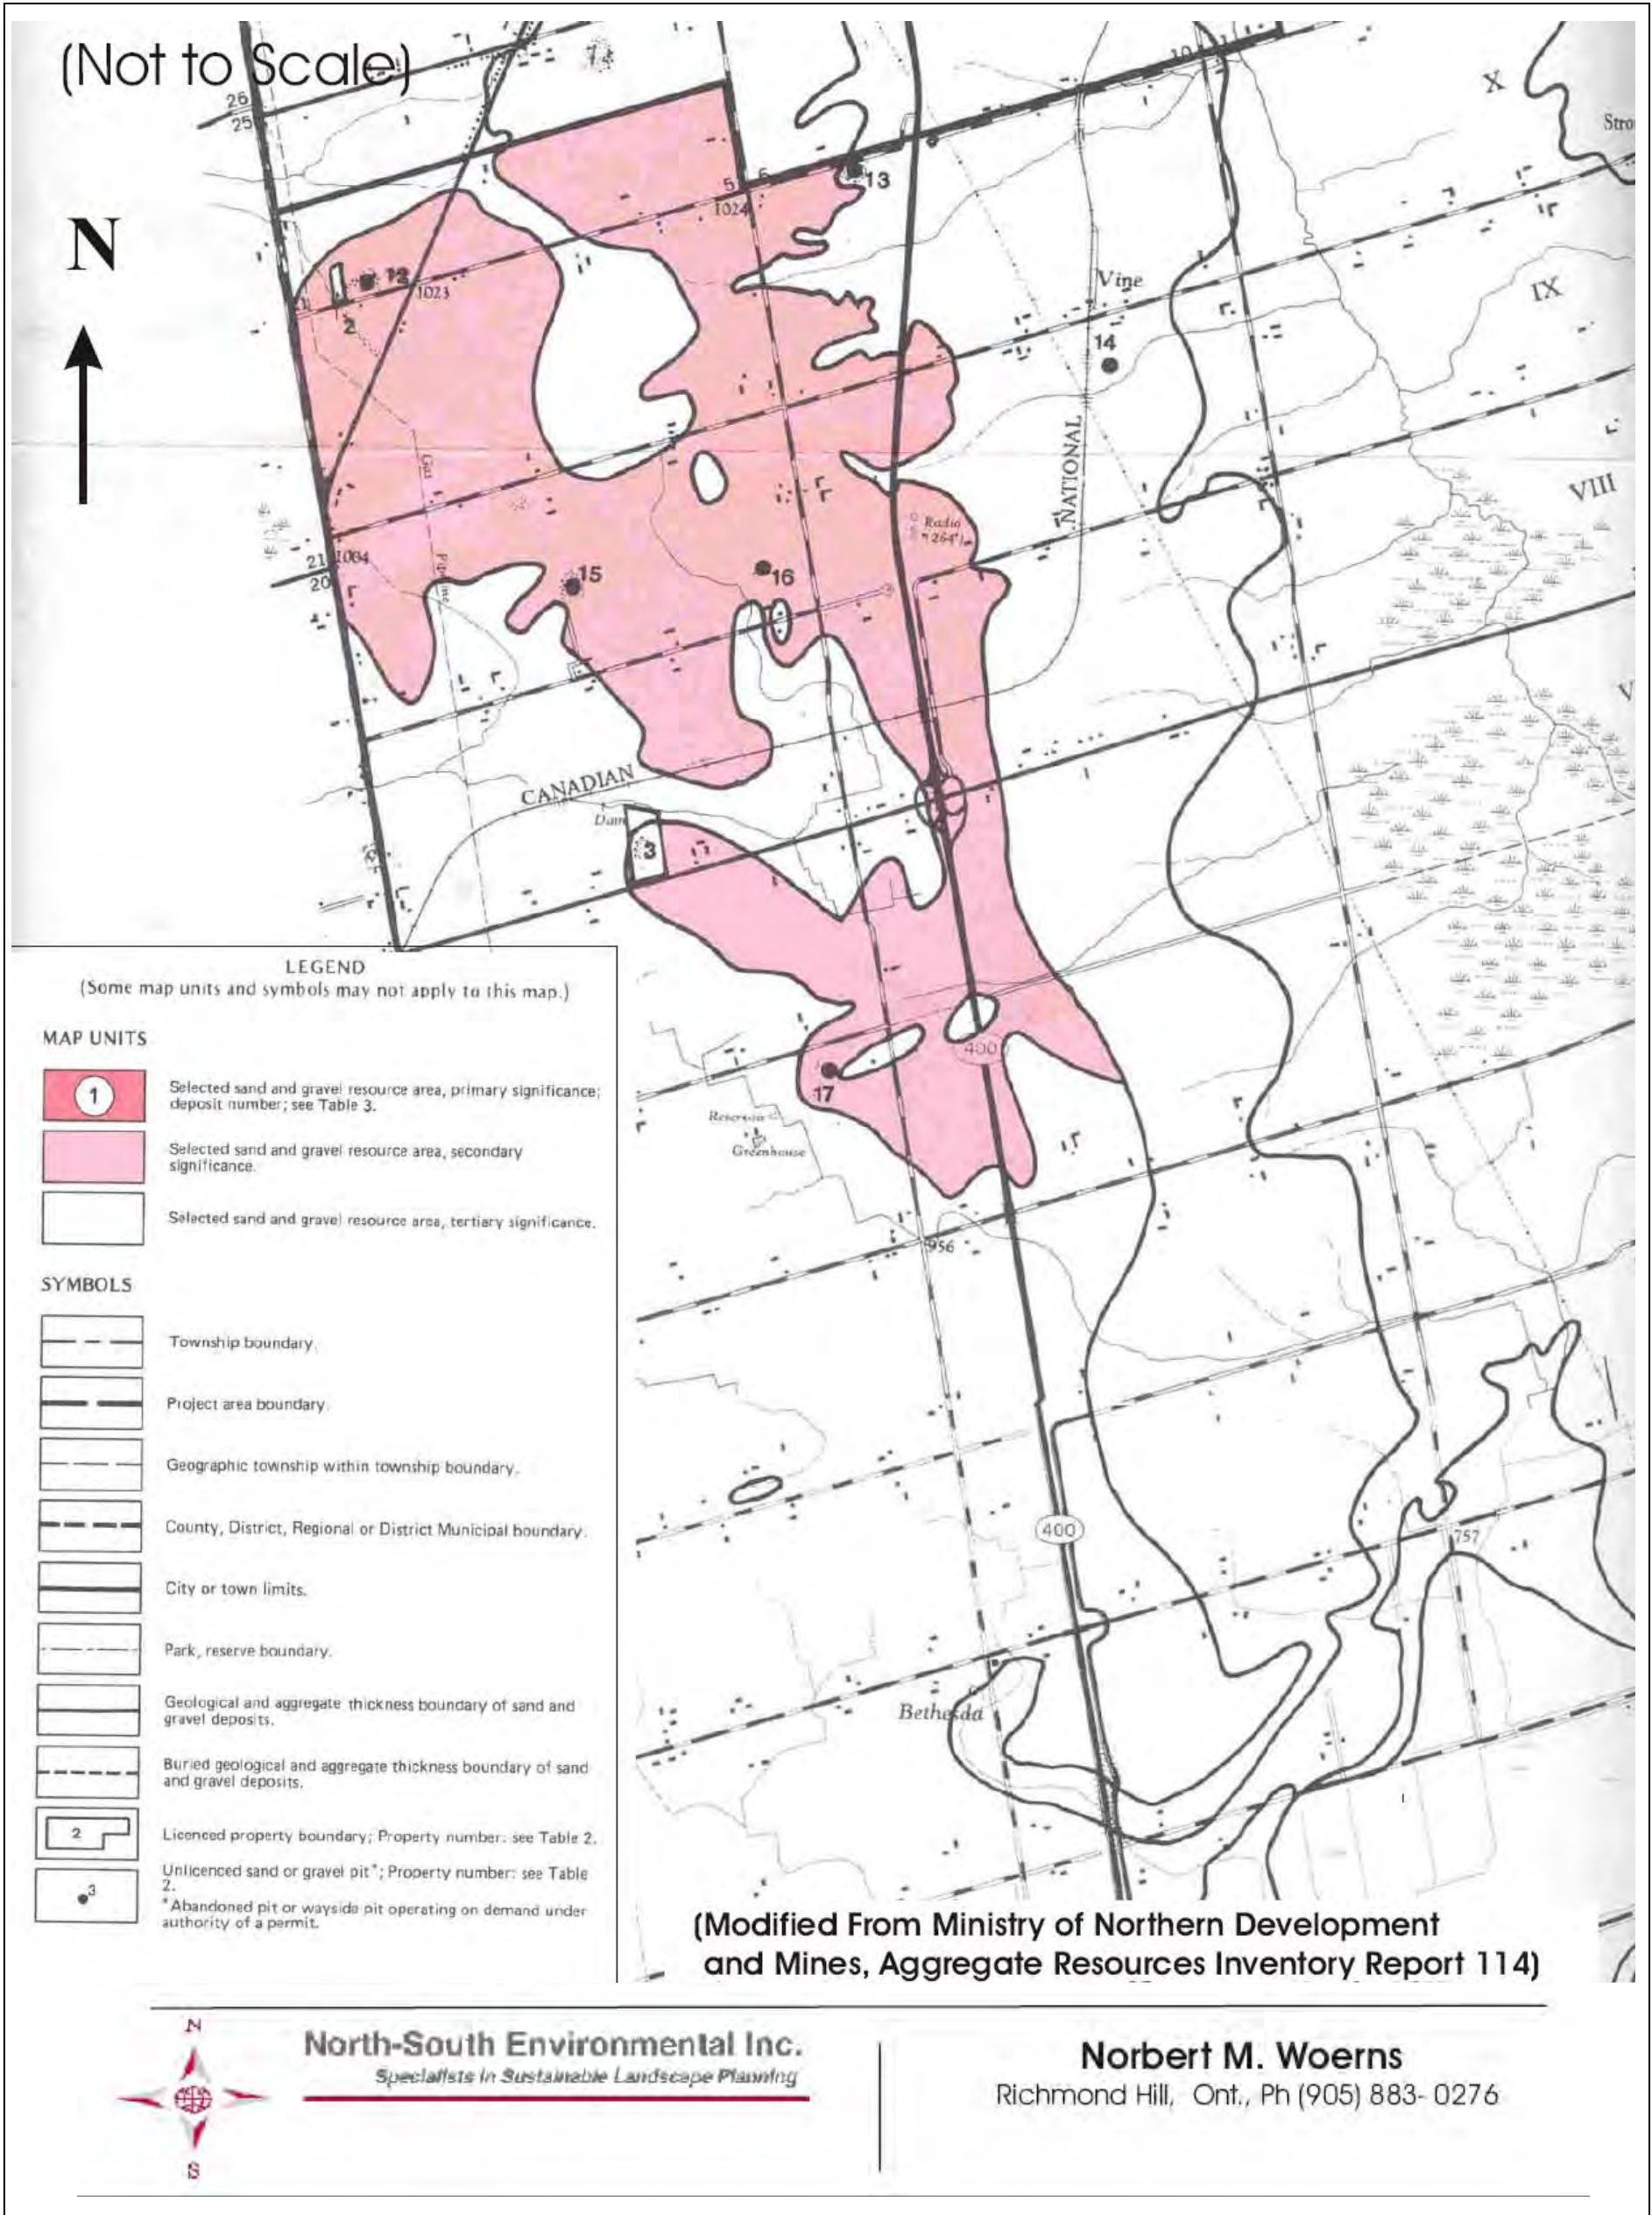 (Not to Scale)
26
25
N
X
Stro
13
5
6
1024
12
1023
1
2
Vine
IX
14
NATIONAL
VIII
Gas
Pipeline
Radio
264'
21
1004
20
15
16
V
CANADIAN
Dam
3
400
17
Reservoir
Greenhouse
956
400
757
Bethesda
LEGEND
(Some map units and symbols may not apply to this map.)
MAP UNITS
1
Selected sand and gravel resource area, primary significance;
deposit number; see Table 3.
Selected sand and gravel resource area, secondary
significance.
Selected sand and gravel resource area, tertiary significance.
SYMBOLS
Township boundary.
Project area boundary.
Geographic township within township boundary.
County, District, Regional or District Municipal boundary.
City or town limits.
Park, reserve boundary.
Geological and aggregate thickness boundary of sand and
gravel deposits.
Buried geological and aggregate thickness boundary of sand
and gravel deposits.
2
Licenced property boundary; Property number: see Table 2.
3
Unlicenced sand or gravel pit*; Property number: see Table
2.
*Abandoned pit or wayside pit operating on demand under
authority of a permit.
(Modified From Ministry of Northern Development
and Mines, Aggregate Resources Inventory Report 114)
N
S
North-South Environmental Inc.
Specialists in Sustainable Landscape Planning
Norbert M. Woerns
Richmond Hill, Ont., Ph (905) 883- 0276